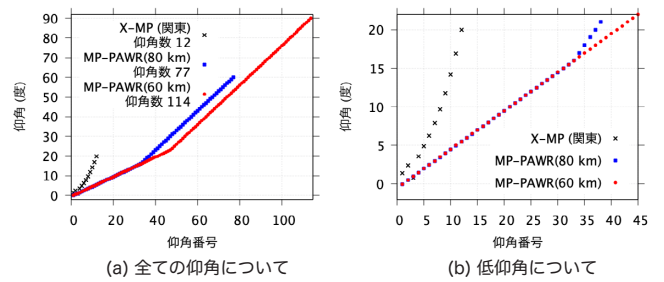 90
80
70
60
50
40
30
20
10
0
仰角 (度)
X−MP (関東)
仰角数 12
MP−PAWR(80 km)
仰角数 77
MP−PAWR(60 km)
仰角数 114
0 20 40 60 80 100
仰角番号
(a) 全ての仰角について
20
15
10
5
0
仰角 (度)
X−MP (関東)
MP−PAWR(80 km)
MP−PAWR(60 km)
0 5 10 15 20 25 30 35 40 45
仰角番号
(b) 低仰角について